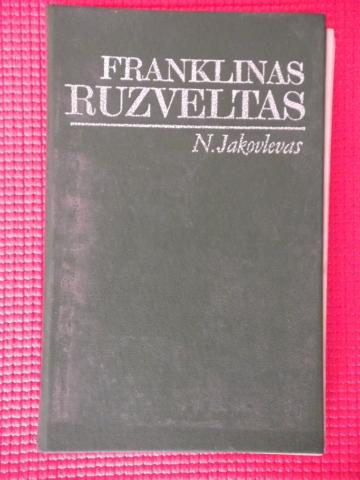 FRANKLINAS
RUZVELTAS
N. Jakovlevas